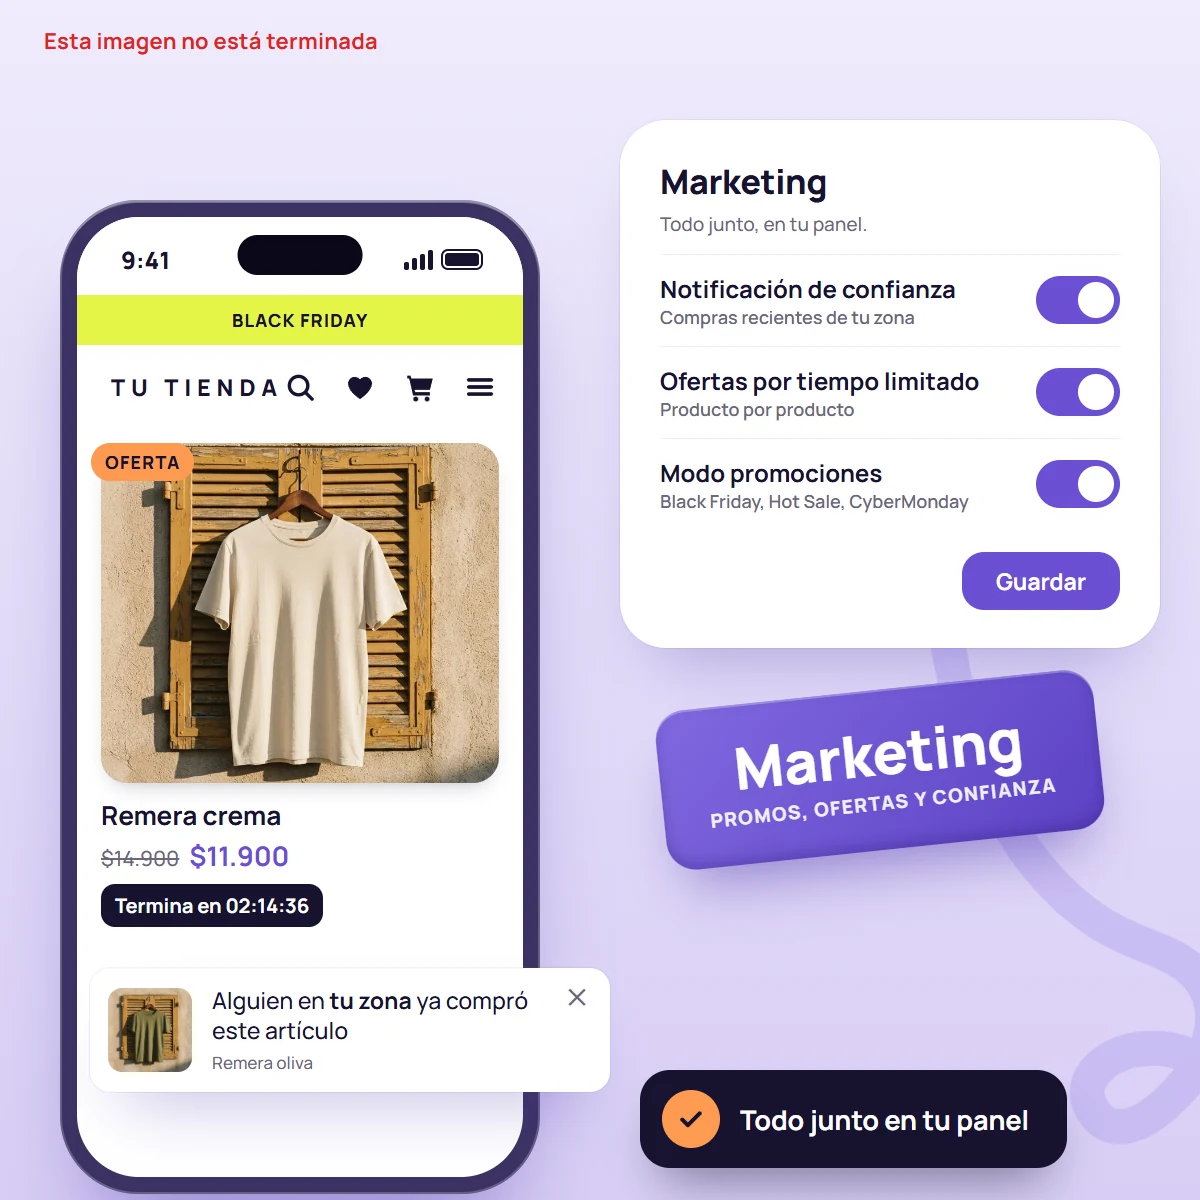 Esta imagen no está terminada
9:41
BLACK FRIDAY
TU TIENDA
OFERTA
Remera crema
$14.900 $11.900
Termina en 02:14:36
Alguien en tu zona ya compró
este artículo
Remera oliva
Marketing
Todo junto, en tu panel.
Notificación de confianza
Compras recientes de tu zona
Ofertas por tiempo limitado
Producto por producto
Modo promociones
Black Friday, Hot Sale, CyberMonday
Guardar
Marketing
PROMOS, OFERTAS Y CONFIANZA
Todo junto en tu panel